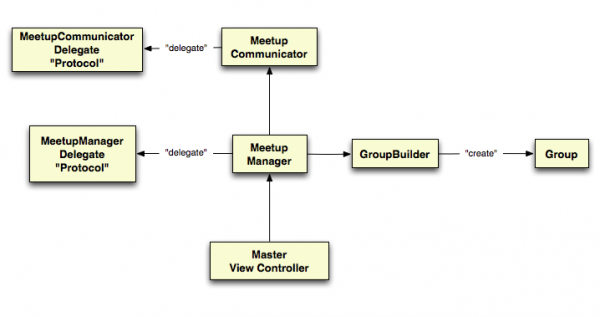 MeetupCommunicator
Delegate
"Protocol"
"delegate"
Meetup
Communicator
MeetupManager
Delegate
"Protocol"
"delegate"
Meetup
Manager
GroupBuilder
"create"
Group
Master
View Controller